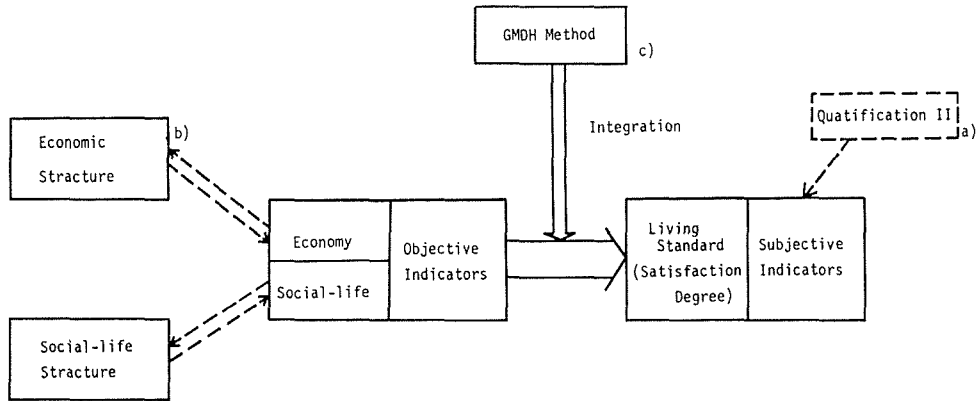 GMDH Method
c)
Integration
Quatification II
a)
Economic
Stracture
b)
Economy
Social-life
Objective
Indicators
Living
Standard
(Satisfaction
Degree)
Subjective
Indicators
Social-life
Stracture